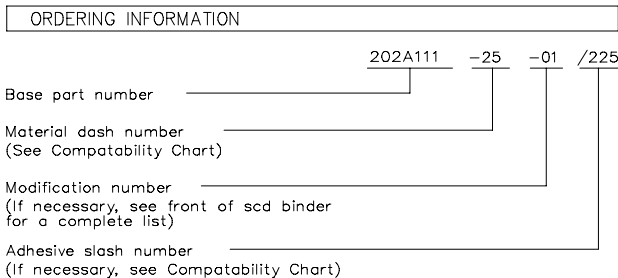 ORDERING INFORMATION
202A111 -25 -01 /225
Base part number
Material dash number
(See Compatability Chart)
Modification number
(If necessary, see front of scd binder
for a complete list)
Adhesive slash number
(If necessary, see Compatability Chart)